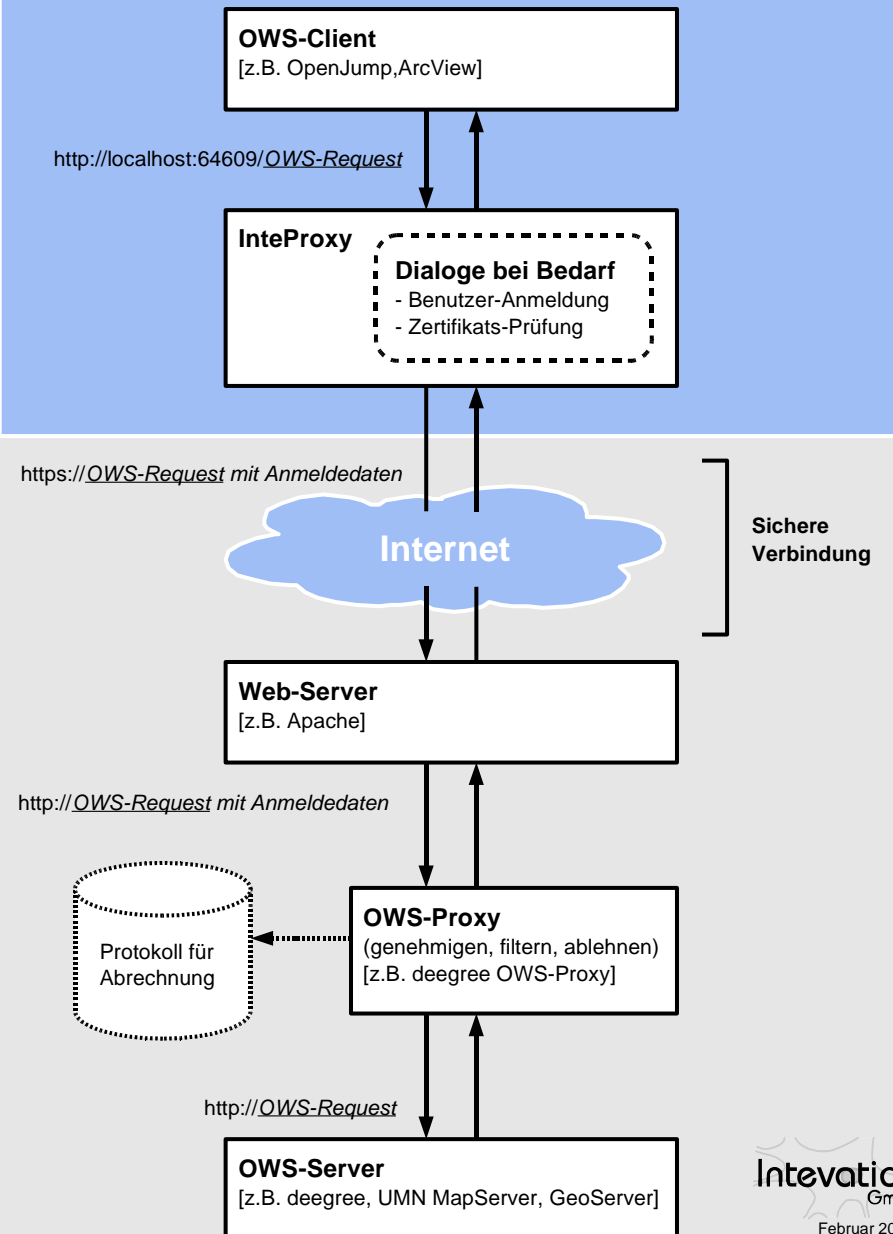 OWS-Client
[z.B. OpenJump,ArcView]
http://localhost:64609/OWS-Request
InteProxy
Dialoge bei Bedarf
- Benutzer-Anmeldung
- Zertifikats-Prüfung
https://OWS-Request mit Anmeldedaten
Internet
Sichere
Verbindung
Web-Server
[z.B. Apache]
http://OWS-Request mit Anmeldedaten
OWS-Proxy
(genehmigen, filtern, ablehnen)
[z.B. deegree OWS-Proxy]
Protokoll für
Abrechnung
http://OWS-Request
OWS-Server
[z.B. deegree, UMN MapServer, GeoServer]
Februar